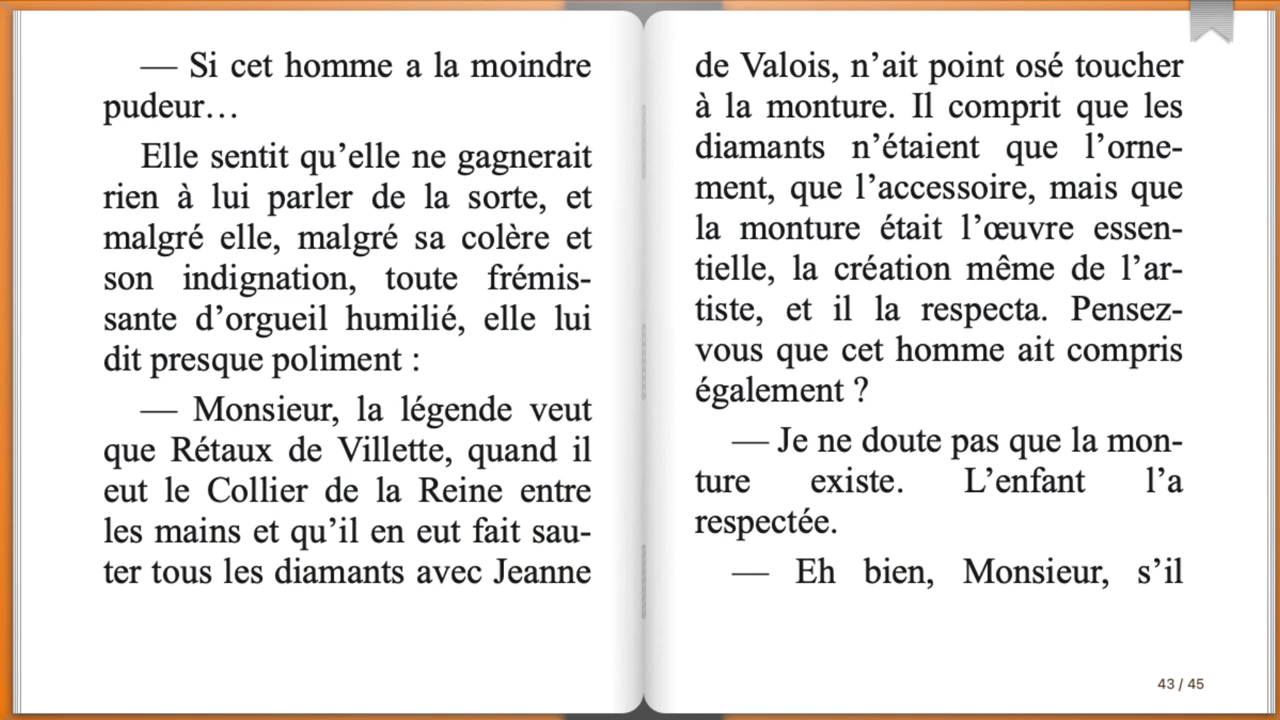 — Si cet homme a la moindre
pudeur…
Elle sentit qu’elle ne gagnerait
rien à lui parler de la sorte, et
malgré elle, malgré sa colère et
son indignation, toute frémis-
sante d’orgueil humilié, elle lui
dit presque poliment :
— Monsieur, la légende veut
que Rétaux de Villette, quand il
eut le Collier de la Reine entre
les mains et qu’il en eut fait sau-
ter tous les diamants avec Jeanne
de Valois, n’ait point osé toucher
à la monture. Il comprit que les
diamants n’étaient que l’orne-
ment, que l’accessoire, mais que
la monture était l’œuvre essen-
tielle, la création même de l’ar-
tiste, et il la respecta. Pensez-
vous que cet homme ait compris
également ?
— Je ne doute pas que la mon-
ture existe. L’enfant l’a
respectée.
— Eh bien, Monsieur, s’il
43 / 45